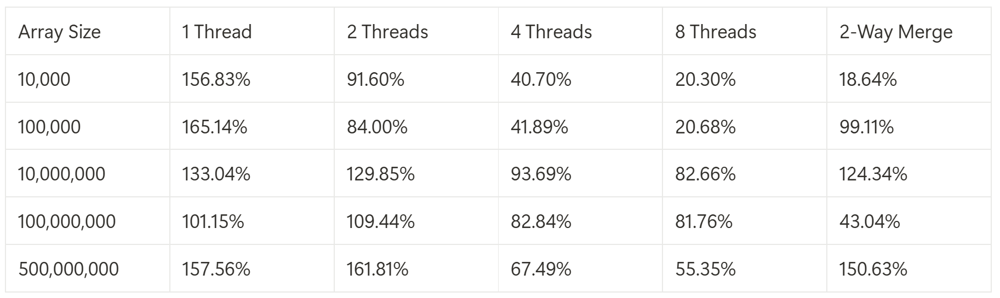 Array Size 1 Thread 2 Threads 4 Threads 8 Threads 2-Way Merge
10,000 156.83% 91.60% 40.70% 20.30% 18.64%
100,000 165.14% 84.00% 41.89% 20.68% 99.11%
10,000,000 133.04% 129.85% 93.69% 82.66% 124.34%
100,000,000 101.15% 109.44% 82.84% 81.76% 43.04%
500,000,000 157.56% 161.81% 67.49% 55.35% 150.63%